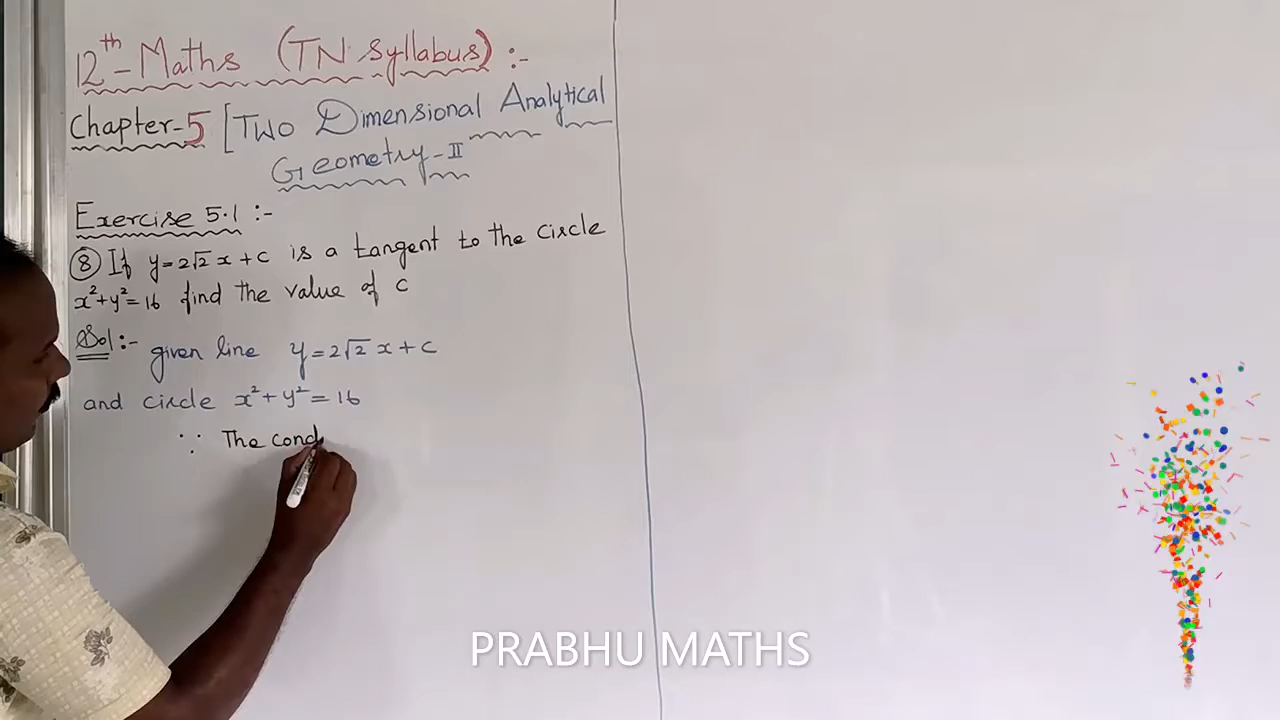 12th - Maths (TN syllabus) :-
Chapter-5 [Two Dimensional Analytical
Geometry-II
Exercise 5.1 :-
⑧ If y=2√2 x + c is a tangent to the circle
x²+y²=16 find the value of c
Sol :- given line y=2√2 x + c
and circle x² + y² = 16
∵ The cond
PRABHU MATHS